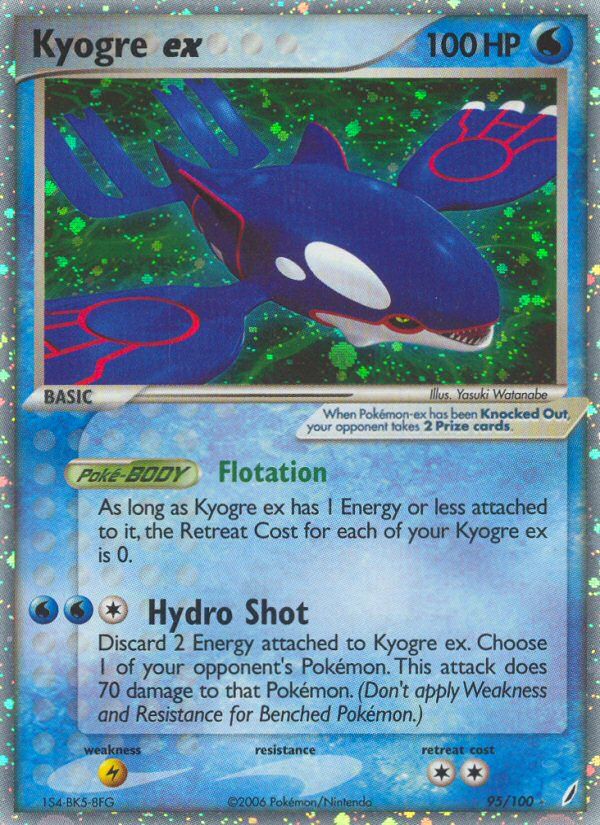 Kyogre ex 100 HP
BASIC
Illus. Yasuki Watanabe
When Pokémon-ex has been Knocked Out,
your opponent takes 2 Prize cards.
Poké-BODY Flotation
As long as Kyogre ex has 1 Energy or less attached
to it, the Retreat Cost for each of your Kyogre ex
is 0.
Hydro Shot
Discard 2 Energy attached to Kyogre ex. Choose
1 of your opponent's Pokémon. This attack does
70 damage to that Pokémon. (Don't apply Weakness
and Resistance for Benched Pokémon.)
weakness resistance retreat cost
154-BK5-8FG ©2006 Pokémon/Nintendo 95/100